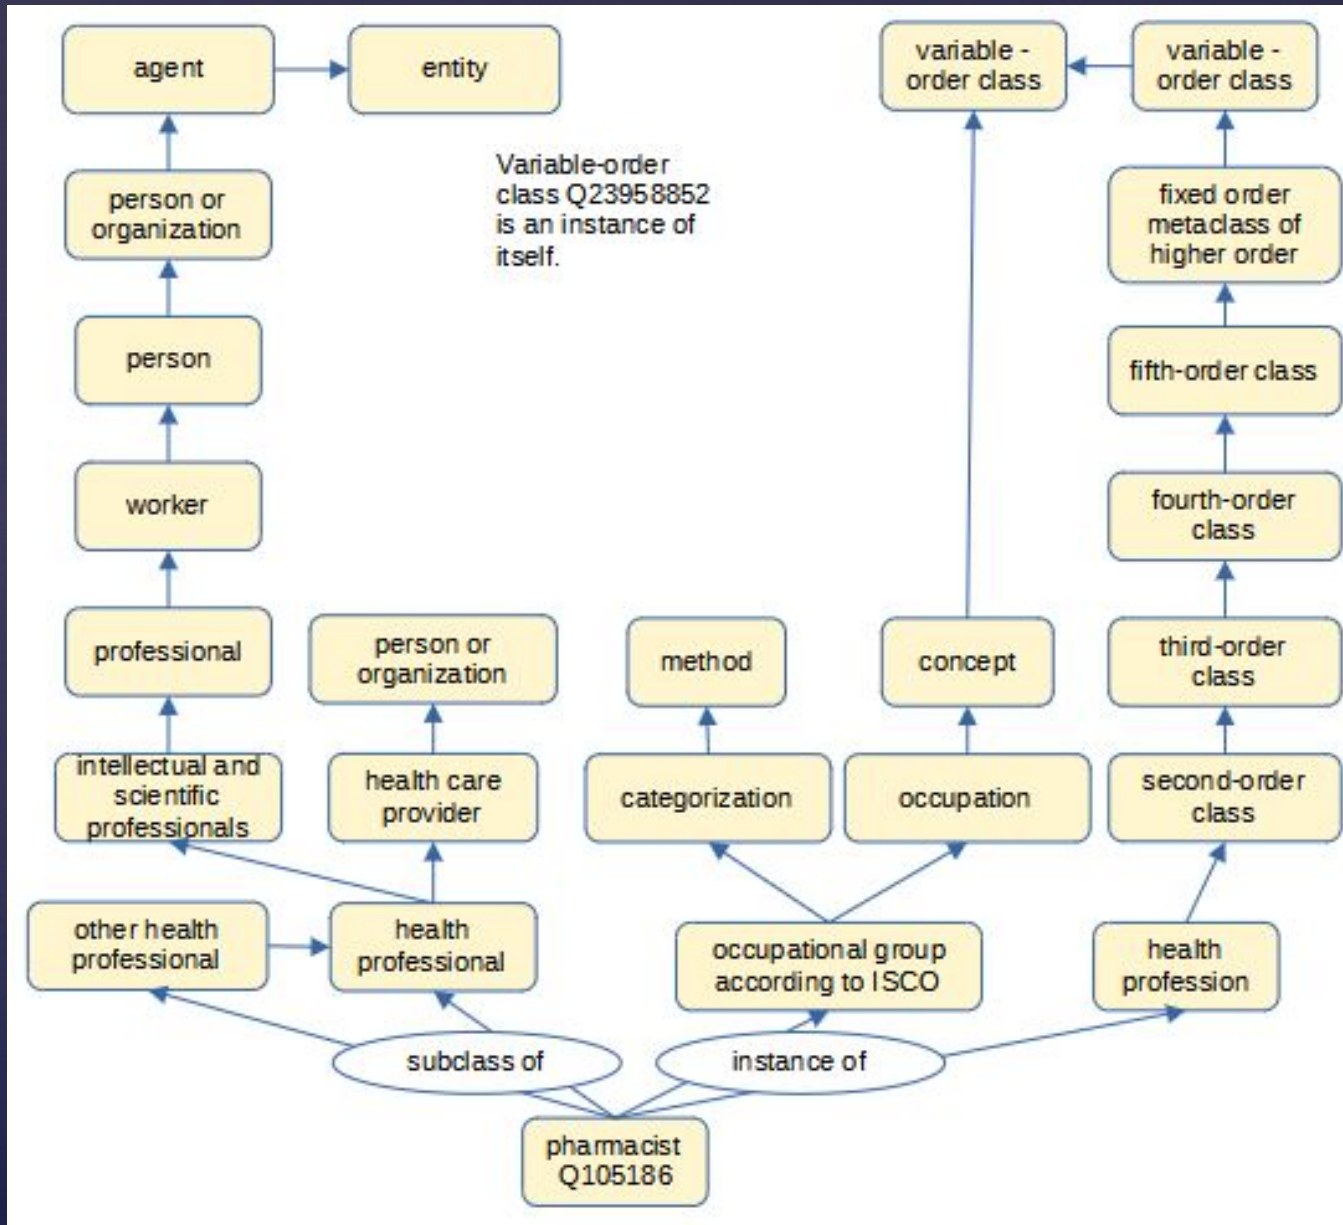 agent
entity
variable -
order class
variable -
order class
Variable-order
class Q23958852
is an instance of
itself.
person or
organization
fixed order
metaclass of
higher order
person
fifth-order class
worker
fourth-order
class
professional
person or
organization
method
concept
third-order
class
intellectual and
scientific
professionals
health care
provider
categorization
occupation
second-order
class
other health
professional
health
professional
occupational group
according to ISCO
health
profession
subclass of
instance of
pharmacist
Q105186